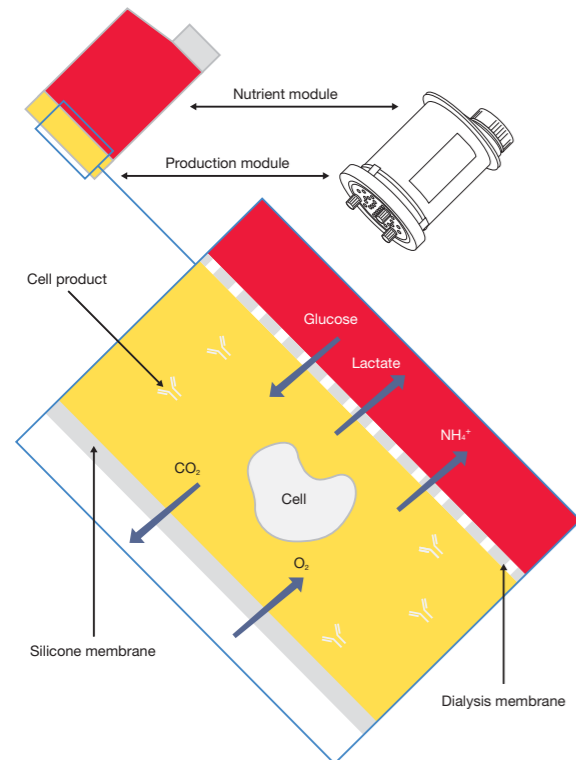 Nutrient module
Production module
Cell product
Glucose
Lactate
NH₄⁺
CO₂
Cell
O₂
Silicone membrane
Dialysis membrane